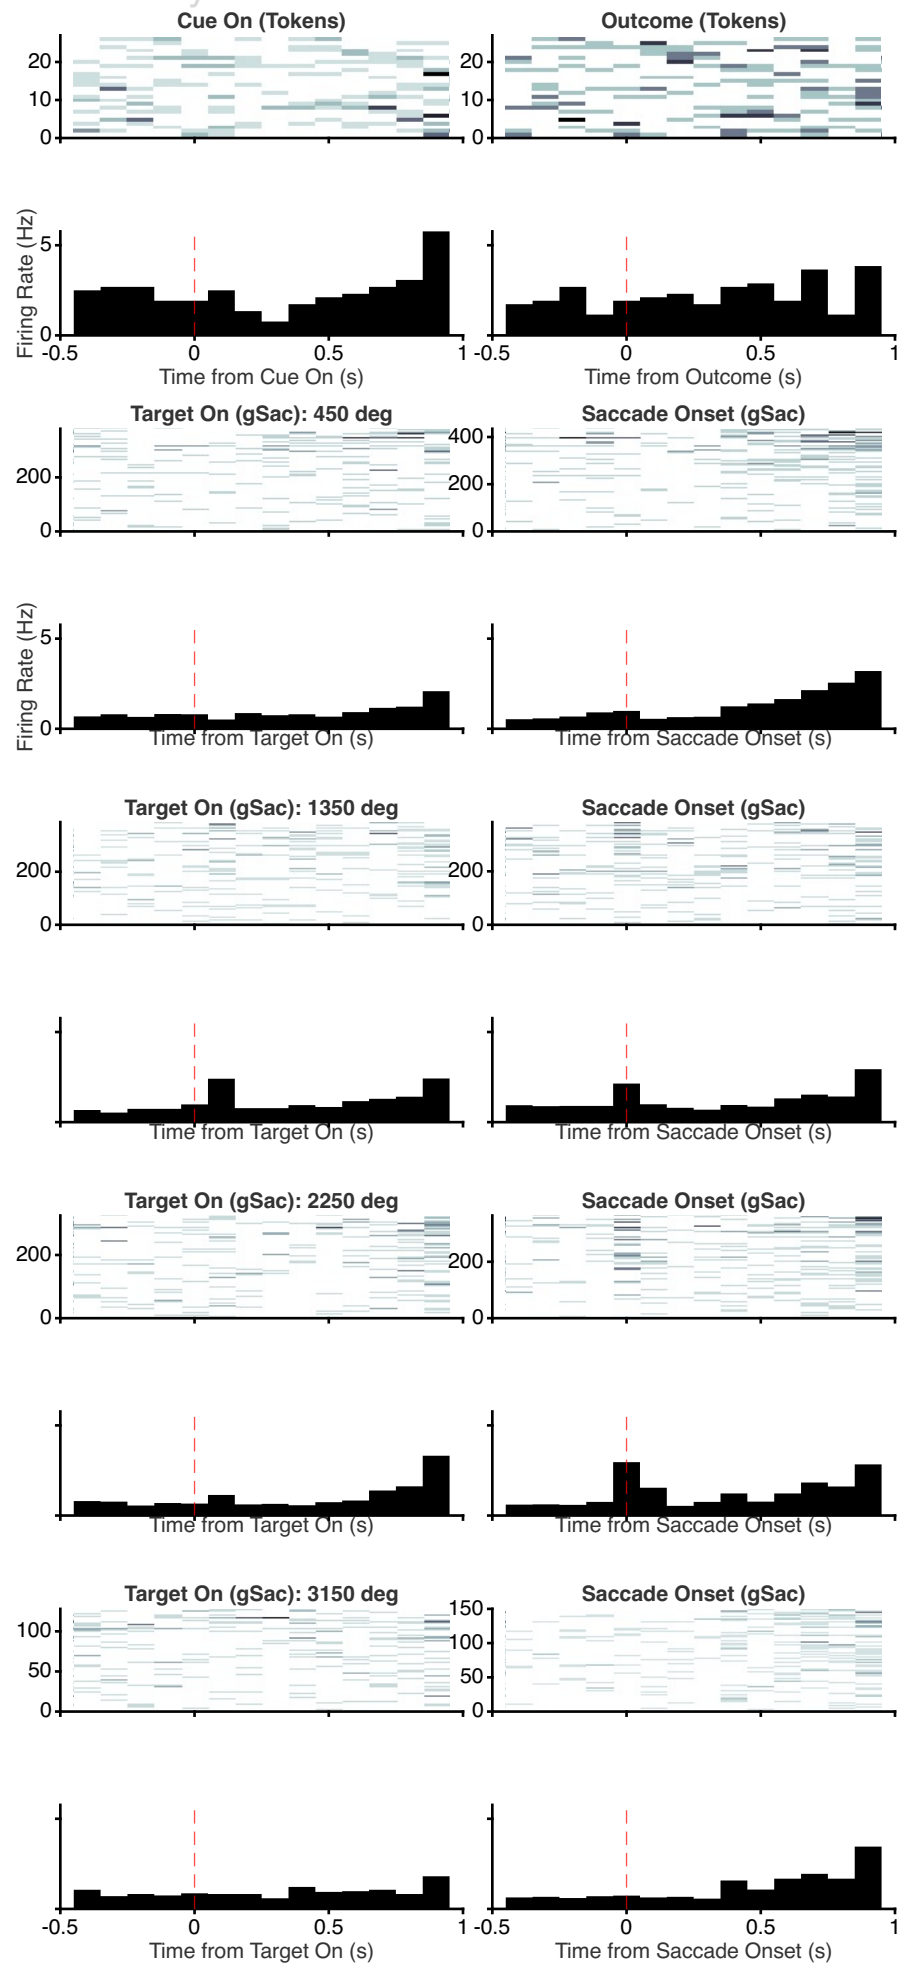 Cue On (Tokens) Outcome (Tokens)
20 20
10 10
0 0
Firing Rate (Hz)
5
0
-0.5 0 0.5 1 -0.5 0 0.5 1
Time from Cue On (s) Time from Outcome (s)
Target On (gSac): 450 deg Saccade Onset (gSac)
400
200 200
0 0
Firing Rate (Hz)
5
0
Time from Target On (s) Time from Saccade Onset (s)
Target On (gSac): 1350 deg Saccade Onset (gSac)
200 200
0 0
Time from Target On (s) Time from Saccade Onset (s)
Target On (gSac): 2250 deg Saccade Onset (gSac)
200 200
0 0
Time from Target On (s) Time from Saccade Onset (s)
Target On (gSac): 3150 deg Saccade Onset (gSac)
150
100 100
50 50
0 0
-0.5 0 0.5 1 -0.5 0 0.5 1
Time from Target On (s) Time from Saccade Onset (s)